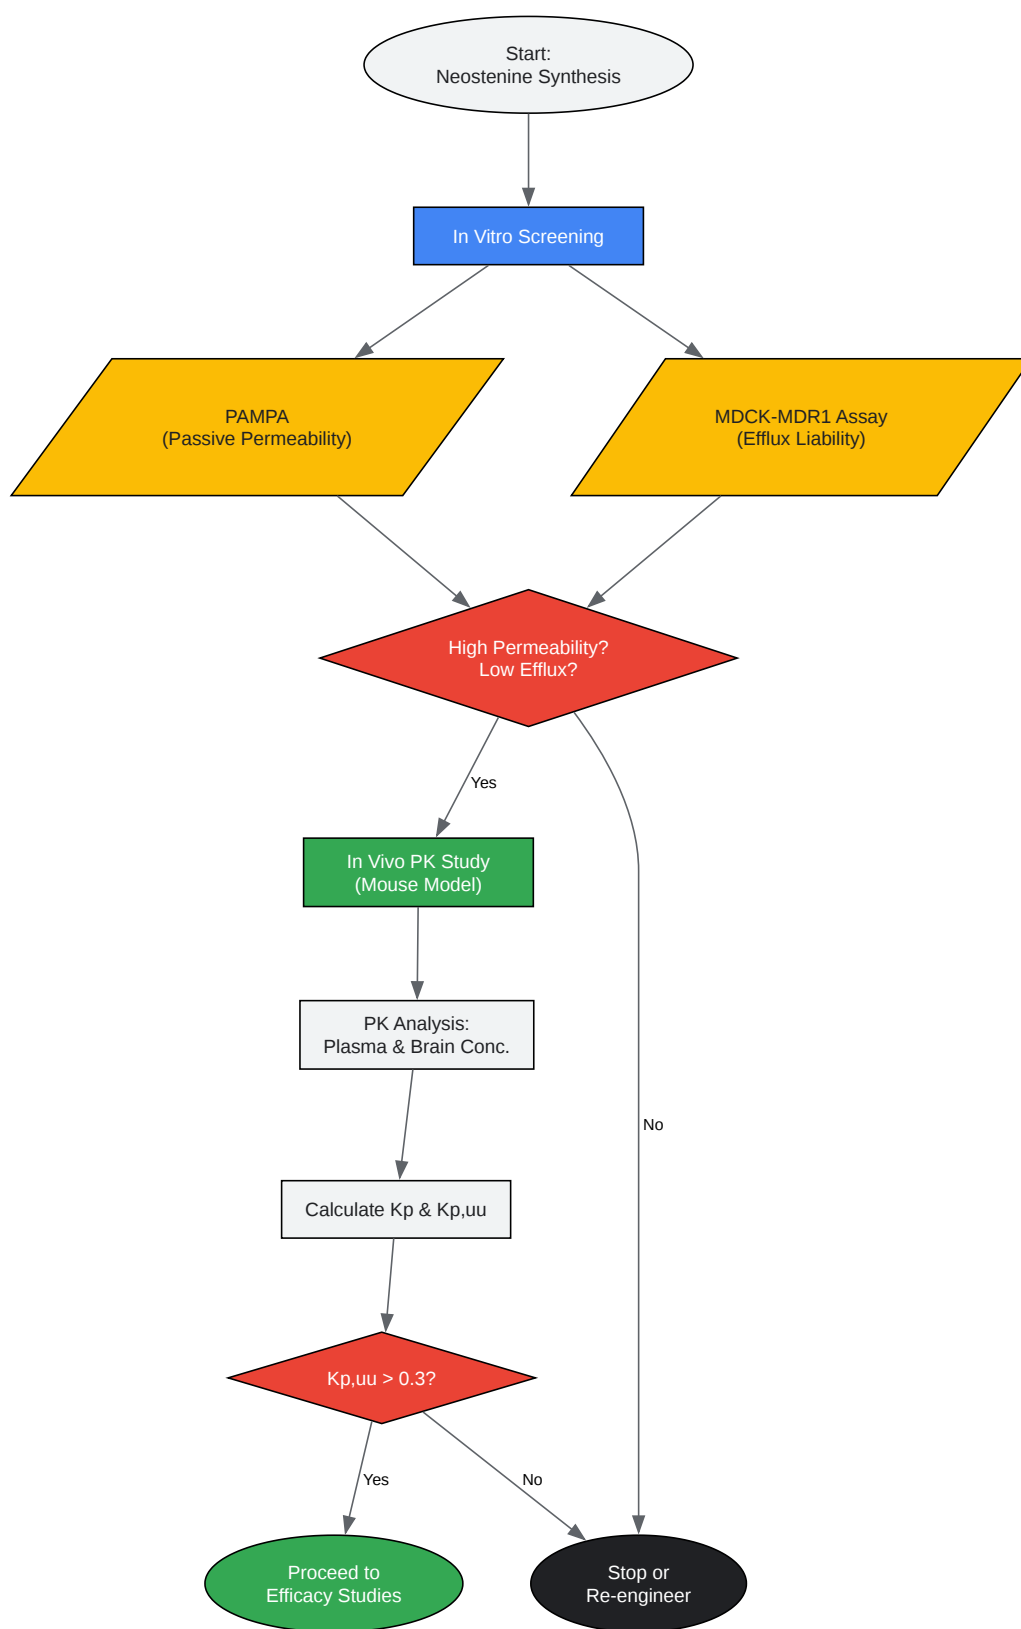 Start:
Neostenine Synthesis
In Vitro Screening
PAMPA
(Passive Permeability)
MDCK-MDR1 Assay
(Efflux Liability)
High Permeability?
Low Efflux?
Yes
In Vivo PK Study
(Mouse Model)
PK Analysis:
Plasma & Brain Conc.
No
Calculate Kp & Kp,uu
Kp,uu > 0.3?
Yes
No
Proceed to
Efficacy Studies
Stop or
Re-engineer